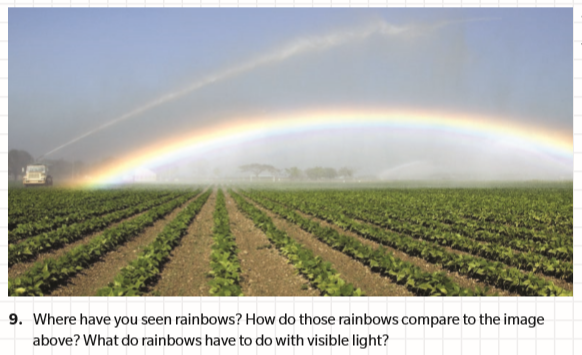 9. Where have you seen rainbows? How do those rainbows compare to the image
above? What do rainbows have to do with visible light?